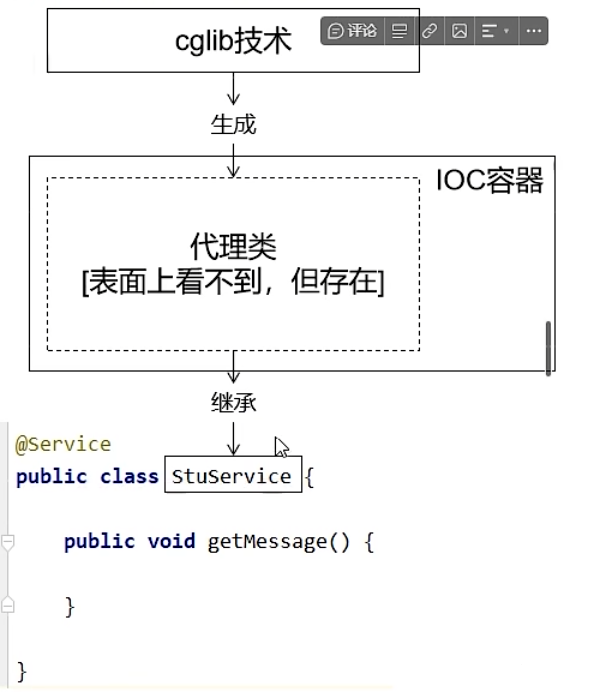 cglib技术
评论
生成
IOC容器
代理类
[表面上看不到，但存在]
继承
@Service
public class StuService {
public void getMessage() {
}
}